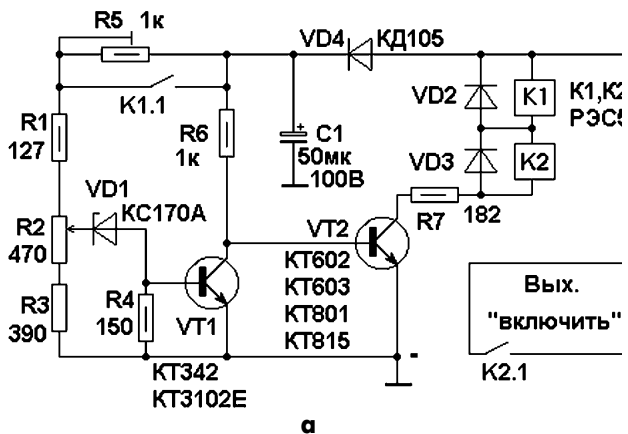 R5 1к
VD4
КД105
K1.1
VD2
K1
К1,К2
РЭС5
R1
127
R6
1к
+
C1
50мк
100В
VD3
K2
VD1
КС170А
R7
182
R2
470
VT2
КТ602
КТ603
КТ801
КТ815
Вых.
"включить"
R3
390
R4
150
VT1
-
K2.1
КТ342
КТ3102Е
а